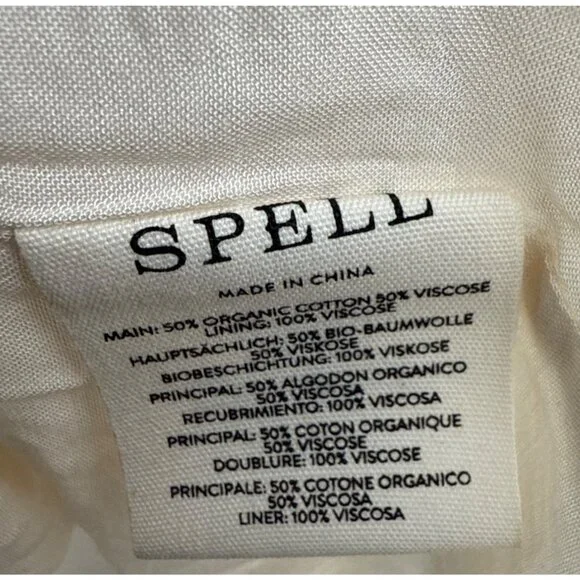 SPELL
MADE IN CHINA
MAIN: 50% ORGANIC COTTON 50% VISCOSE
LINING: 100% VISCOSE
HAUPTSÄCHLICH: 50% BIO-BAUMWOLLE
50% VISKOSE
BIOBESCHICHTUNG: 100% VISKOSE
PRINCIPAL: 50% ALGODON ORGANICO
50% VISCOSA
RECUBRIMIENTO: 100% VISCOSA
PRINCIPAL: 50% COTON ORGANIQUE
50% VISCOSE
DOUBLURE: 100% VISCOSE
PRINCIPALE: 50% COTONE ORGANICO
50% VISCOSA
LINER: 100% VISCOSA